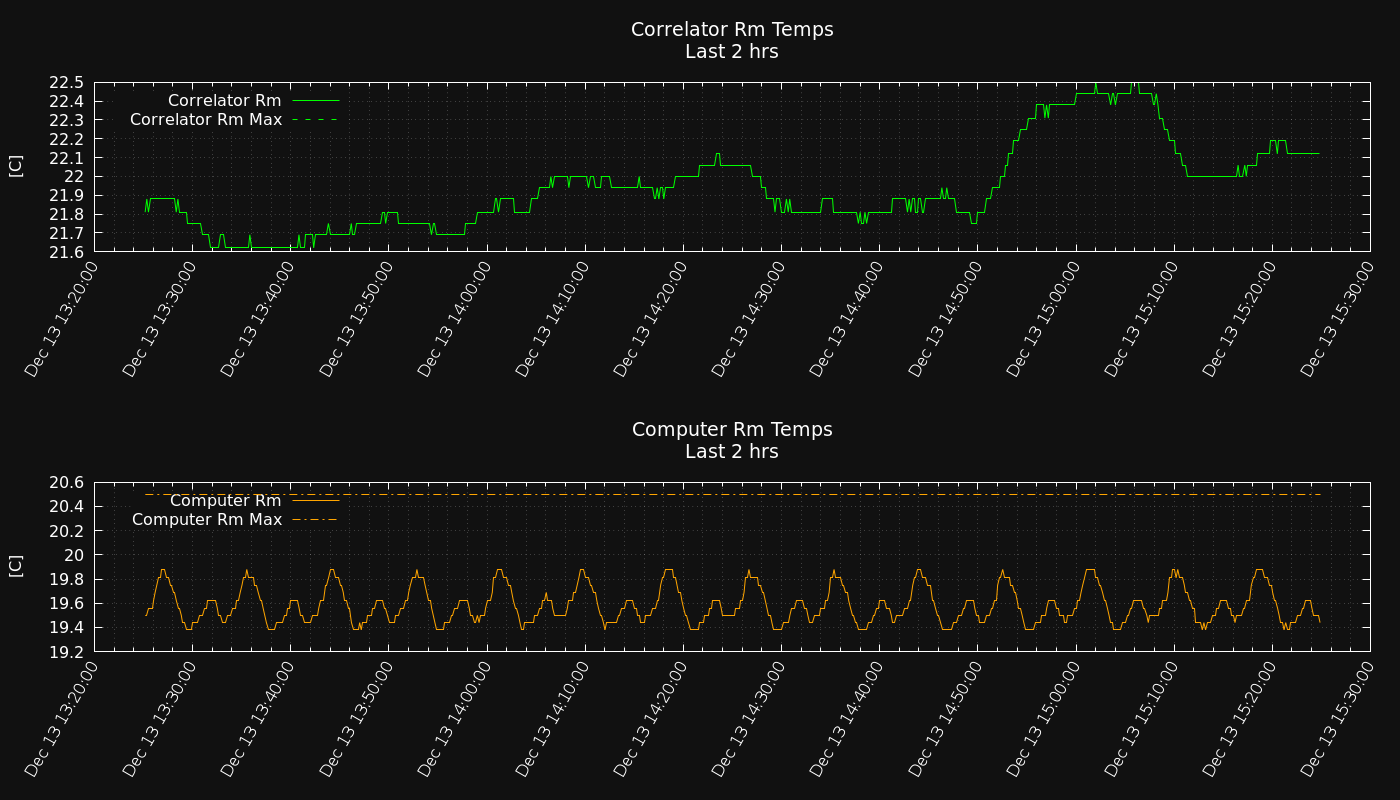 Correlator Rm Temps
Last 2 hrs
22.5
22.4
22.3
22.2
22.1
22
21.9
21.8
21.7
21.6
[C]
Correlator Rm
Correlator Rm Max
Dec 13 13:20:00
Dec 13 13:30:00
Dec 13 13:40:00
Dec 13 13:50:00
Dec 13 14:00:00
Dec 13 14:10:00
Dec 13 14:20:00
Dec 13 14:30:00
Dec 13 14:40:00
Dec 13 14:50:00
Dec 13 15:00:00
Dec 13 15:10:00
Dec 13 15:20:00
Dec 13 15:30:00
Computer Rm Temps
Last 2 hrs
20.6
20.4
20.2
20
19.8
19.6
19.4
19.2
[C]
Computer Rm
Computer Rm Max
Dec 13 13:20:00
Dec 13 13:30:00
Dec 13 13:40:00
Dec 13 13:50:00
Dec 13 14:00:00
Dec 13 14:10:00
Dec 13 14:20:00
Dec 13 14:30:00
Dec 13 14:40:00
Dec 13 14:50:00
Dec 13 15:00:00
Dec 13 15:10:00
Dec 13 15:20:00
Dec 13 15:30:00